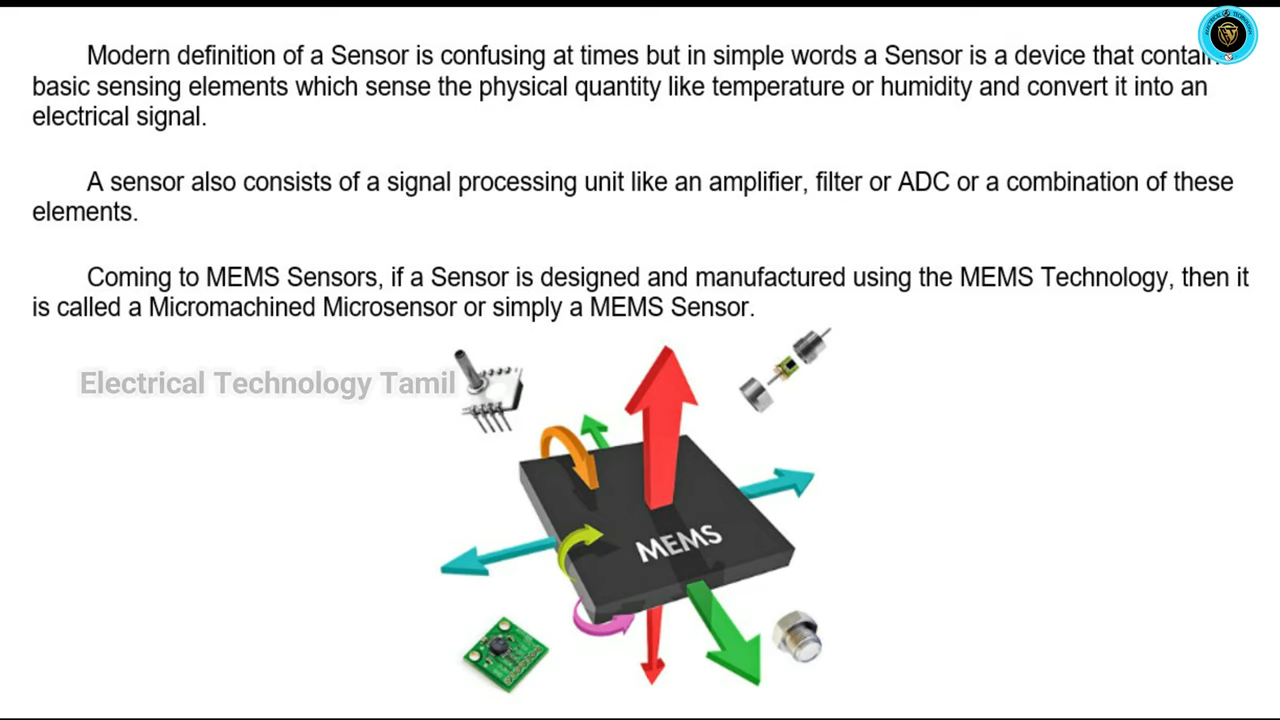 Modern definition of a Sensor is confusing at times but in simple words a Sensor is a device that contain
basic sensing elements which sense the physical quantity like temperature or humidity and convert it into an
electrical signal.
A sensor also consists of a signal processing unit like an amplifier, filter or ADC or a combination of these
elements.
Coming to MEMS Sensors, if a Sensor is designed and manufactured using the MEMS Technology, then it
is called a Micromachined Microsensor or simply a MEMS Sensor.
Electrical Technology Tamil
MEMS